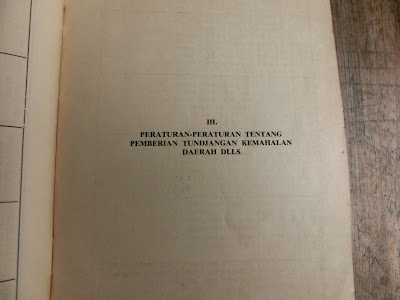 III.
PERATURAN-PERATURAN TENTANG
PEMBERIAN TUNDJANGAN KEMAHALAN
DAERAH DLLS.